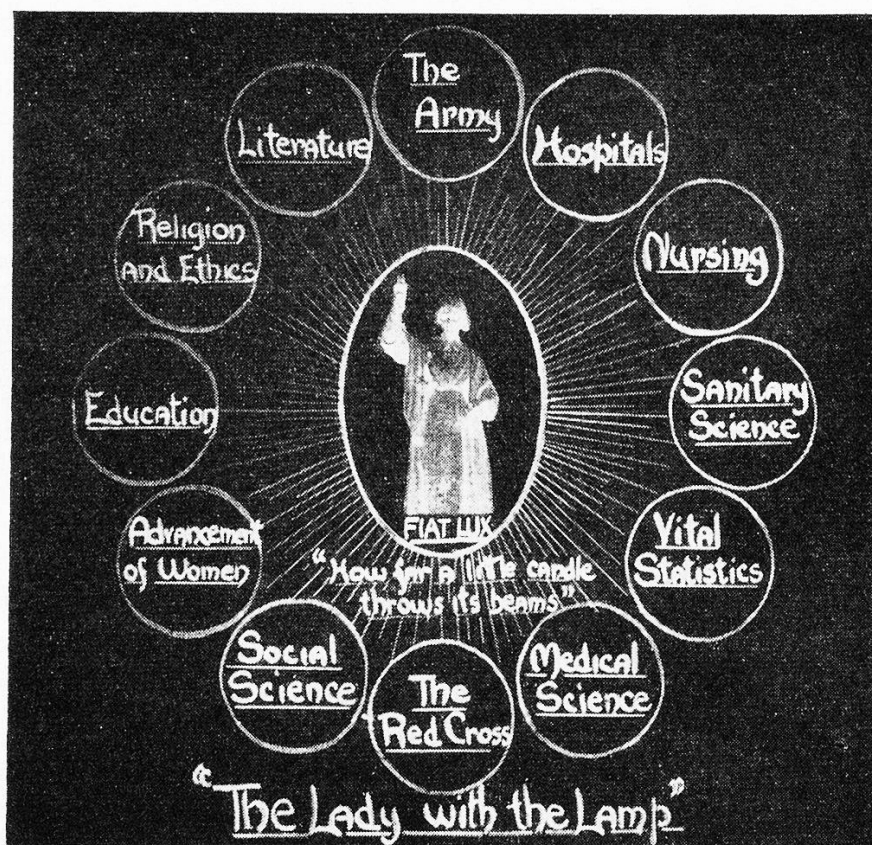 The
Army
Hospitals
Nursing
Sanitary
Science
Vital
Statistics
Medical
Science
The
Red Cross
Social
Science
Advancement
of Women
Education
Religion
and Ethics
Literature
FIAT LUX
"How far a little candle
throws its beams"
"The Lady with the Lamp"